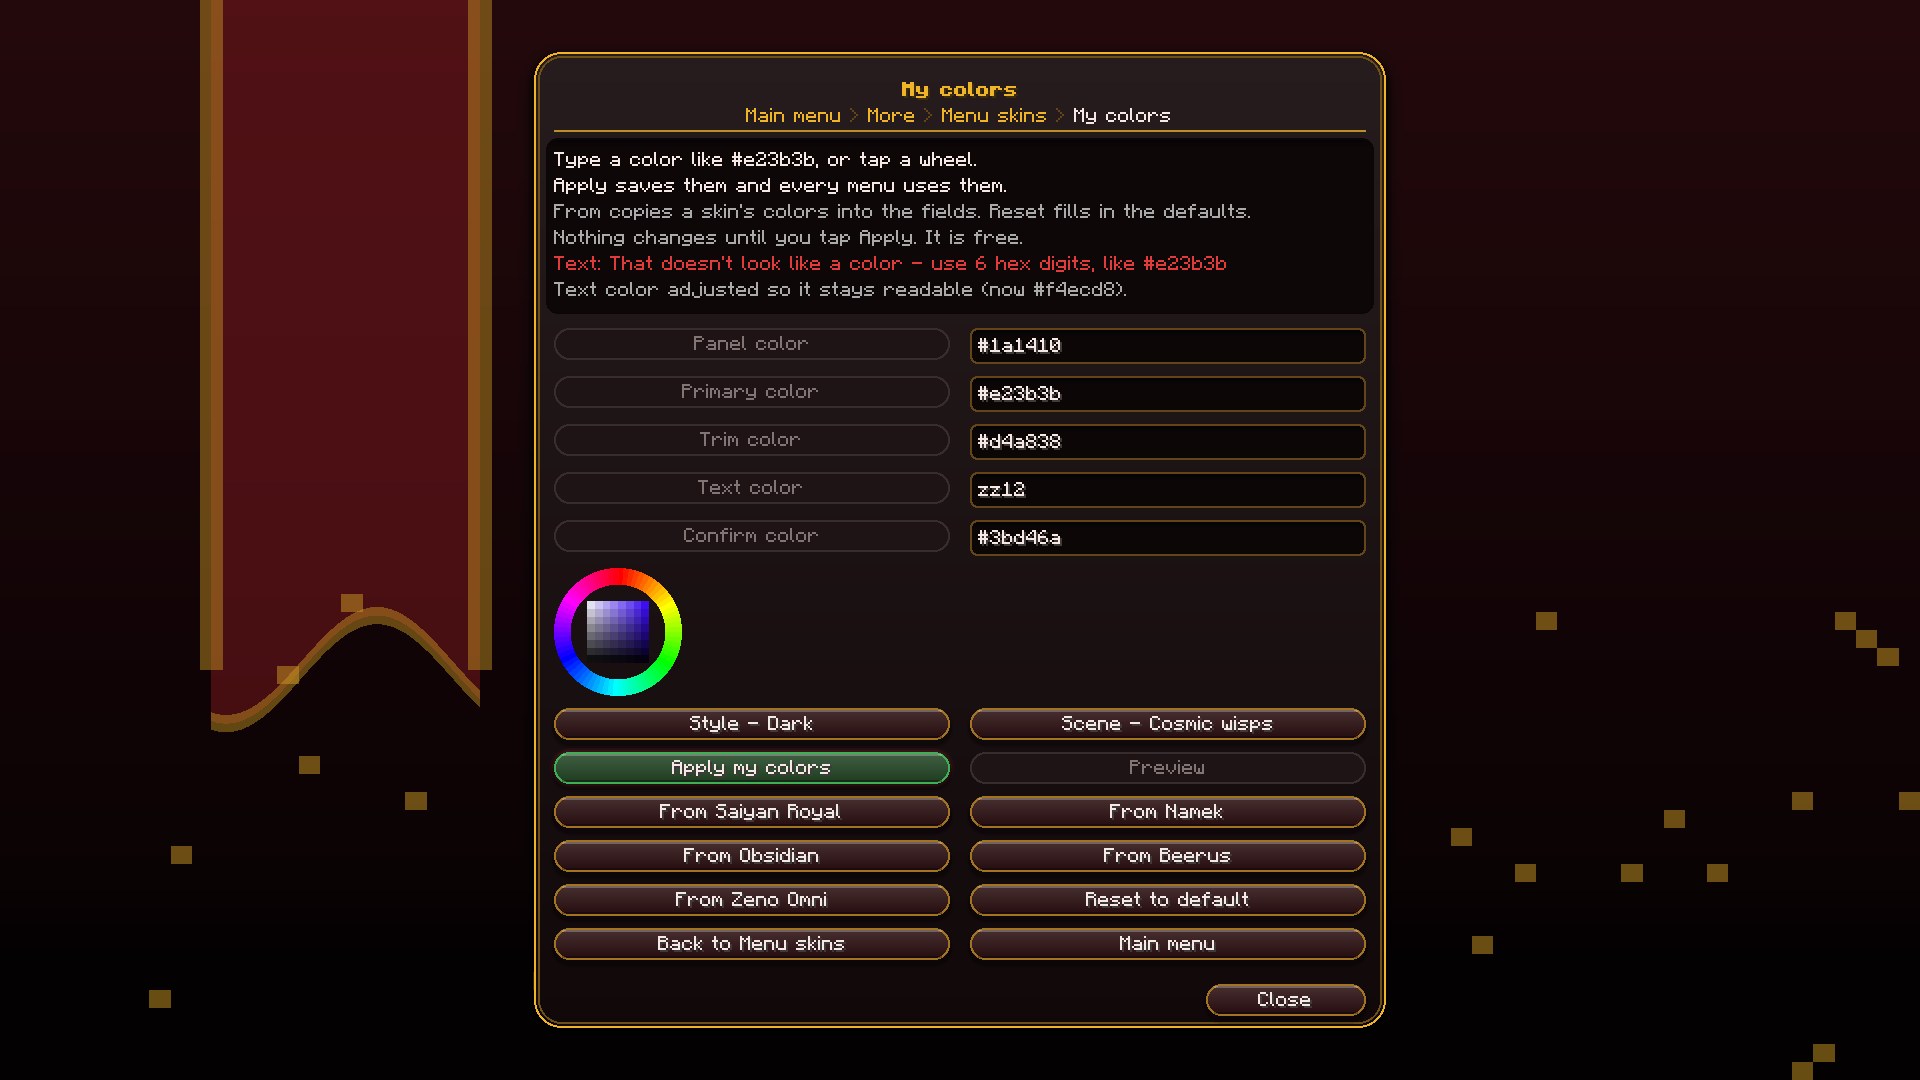 My colors
Main menu > More > Menu skins > My colors
Type a color like #e23b3b, or tap a wheel.
Apply saves them and every menu uses them.
From copies a skin's colors into the fields. Reset fills in the defaults.
Nothing changes until you tap Apply. It is free.
Text: That doesn't look like a color – use 6 hex digits, like #e23b3b
Text color adjusted so it stays readable (now #f4ecd8).
Panel color #1a1410
Primary color #e23b3b
Trim color #d4a838
Text color zz12
Confirm color #3bd46a
Style – Dark Scene – Cosmic wisps
Apply my colors Preview
From Saiyan Royal From Namek
From Obsidian From Beerus
From Zeno Omni Reset to default
Back to Menu skins Main menu
Close